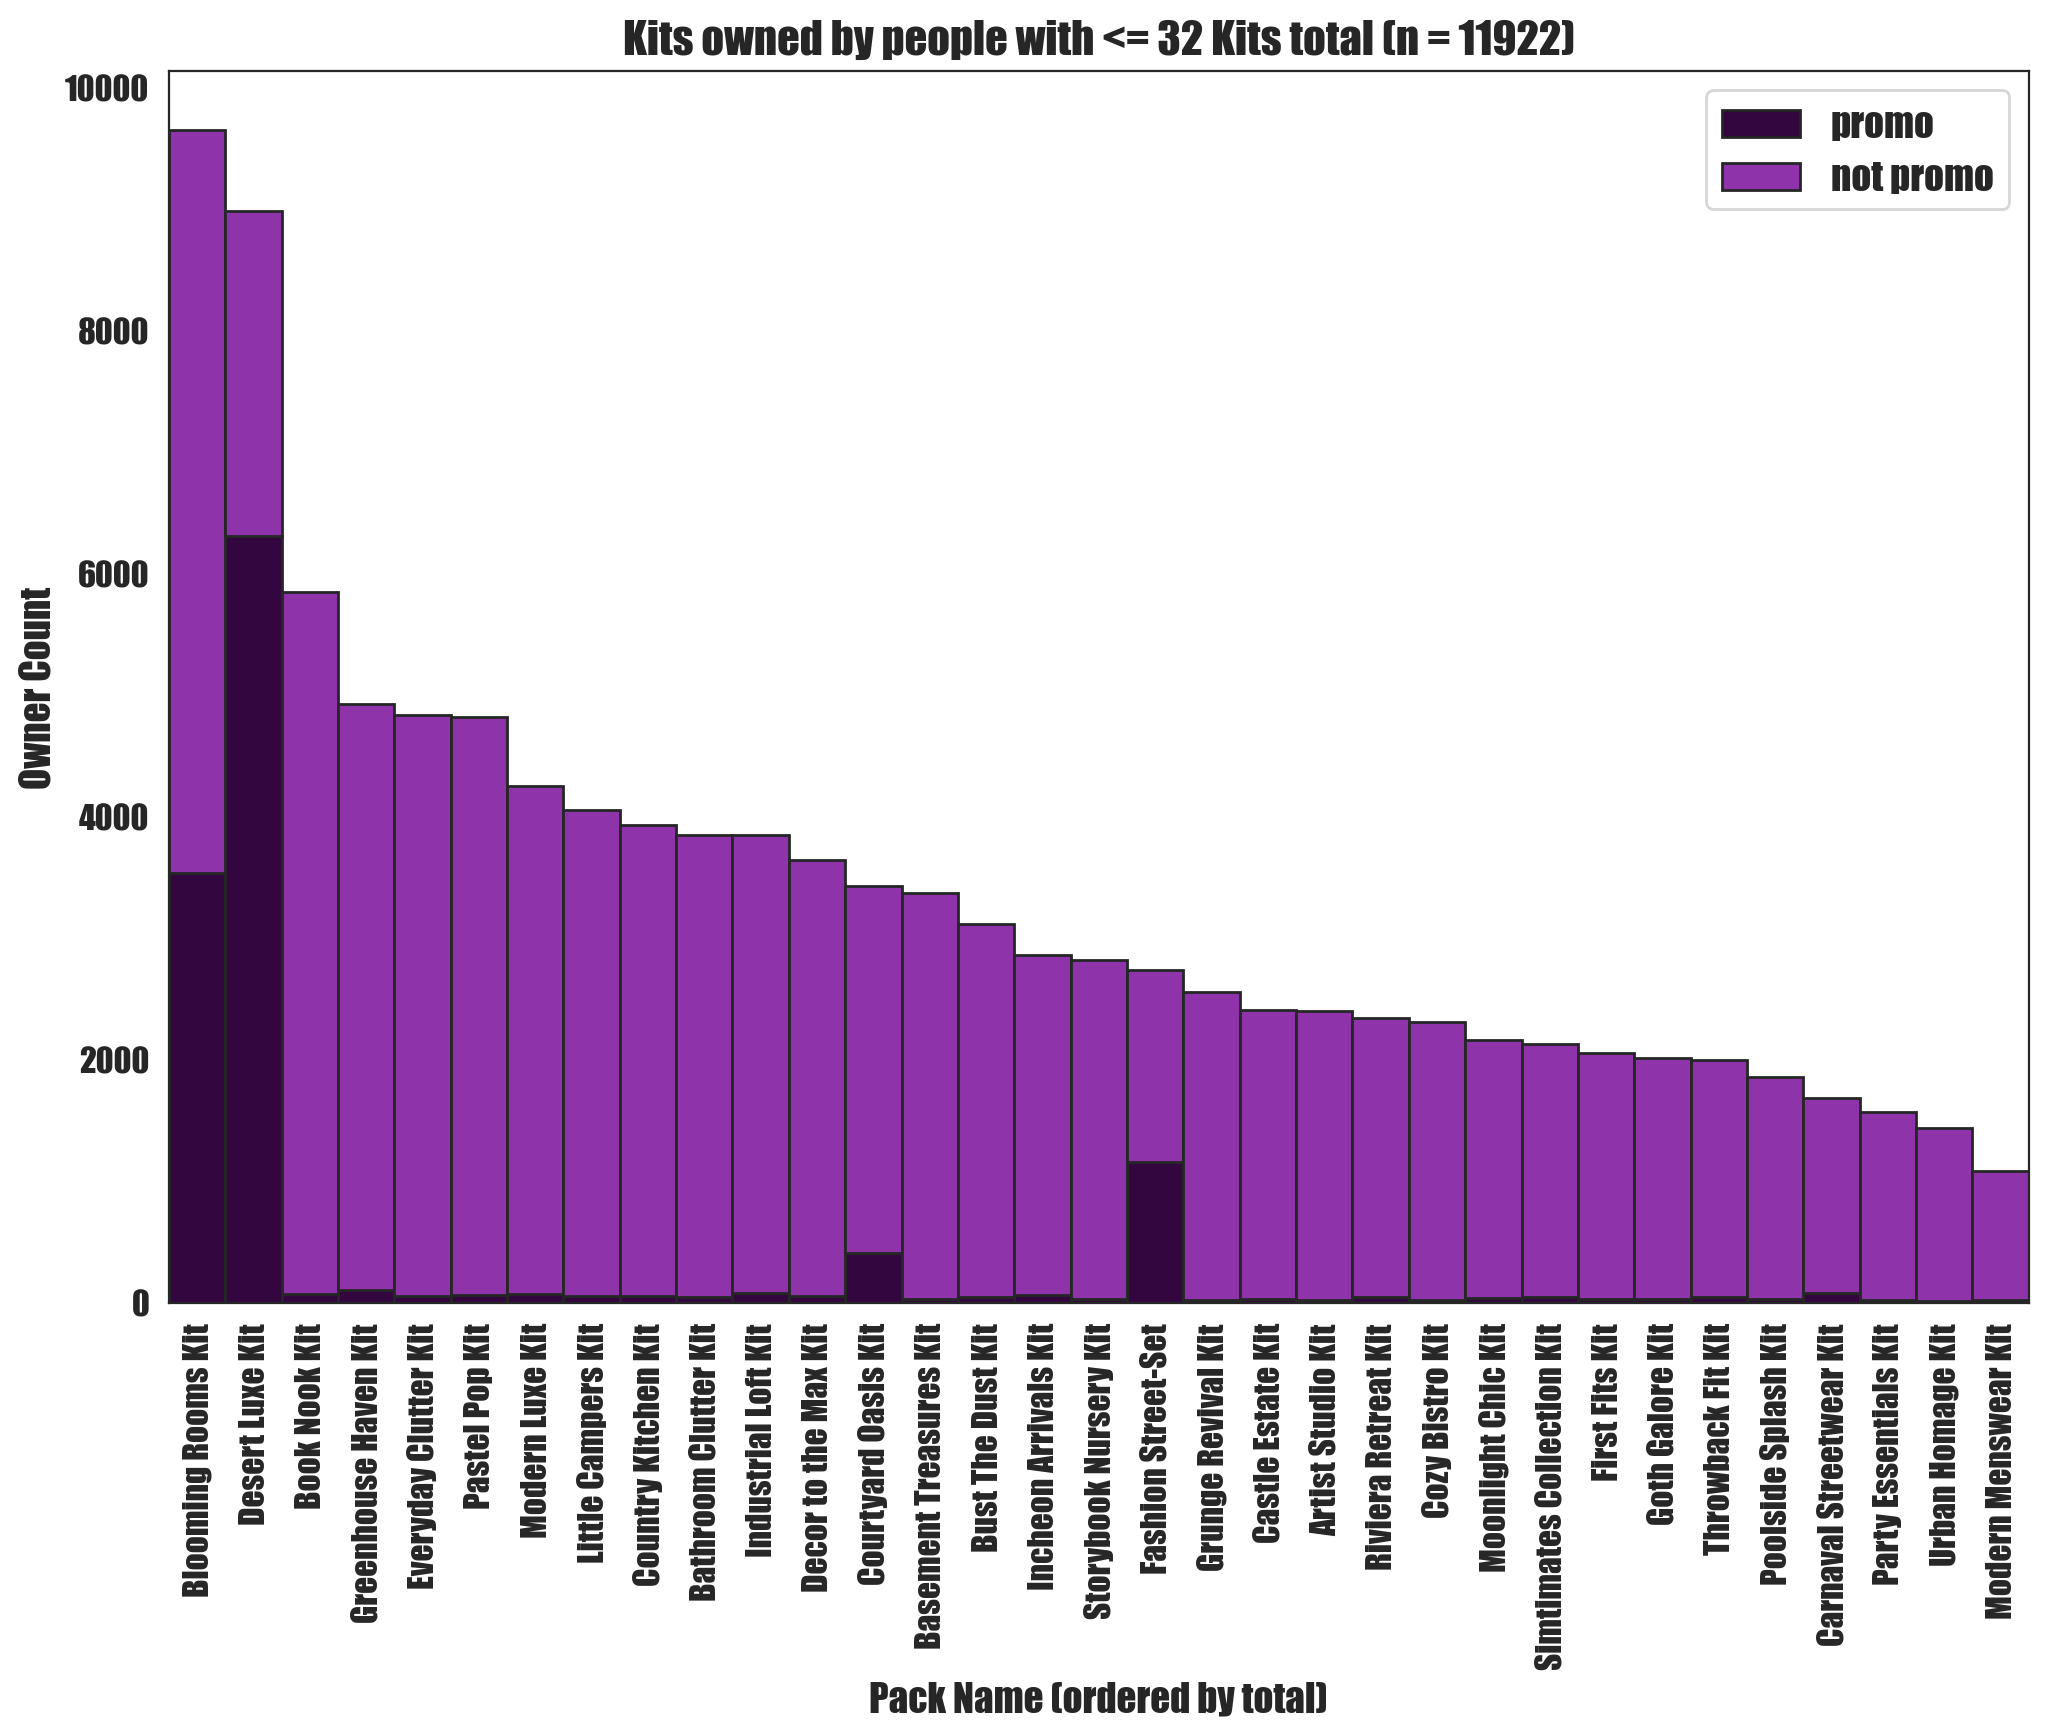 Kits owned by people with <= 32 Kits total (n = 11922)
promo
not promo
Owner Count
10000
8000
6000
4000
2000
0
Blooming Rooms Kit
Desert Luxe Kit
Book Nook Kit
Greenhouse Haven Kit
Everyday Clutter Kit
Pastel Pop Kit
Modern Luxe Kit
Little Campers Kit
Country Kitchen Kit
Bathroom Clutter Kit
Industrial Loft Kit
Decor to the Max Kit
Courtyard Oasis Kit
Basement Treasures Kit
Bust The Dust Kit
Incheon Arrivals Kit
Storybook Nursery Kit
Fashion Street-Set
Grunge Revival Kit
Castle Estate Kit
Artist Studio Kit
Riviera Retreat Kit
Cozy Bistro Kit
Moonlight Chic Kit
Simtimates Collection Kit
First Fits Kit
Goth Galore Kit
Throwback Fit Kit
Poolside Splash Kit
Carnaval Streetwear Kit
Party Essentials Kit
Urban Homage Kit
Modern Menswear Kit
Pack Name (ordered by total)